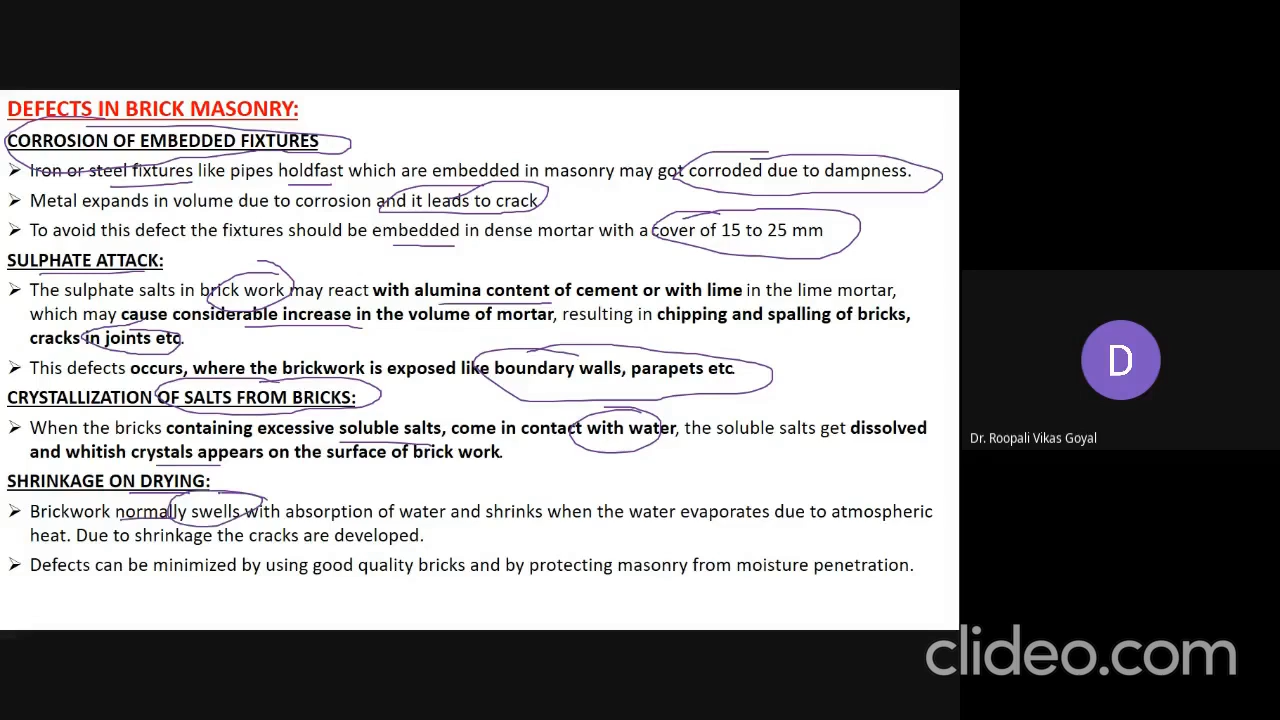 DEFECTS IN BRICK MASONRY:
CORROSION OF EMBEDDED FIXTURES
➢ Iron or steel fixtures like pipes holdfast which are embedded in masonry may got corroded due to dampness.
➢ Metal expands in volume due to corrosion and it leads to crack
➢ To avoid this defect the fixtures should be embedded in dense mortar with a cover of 15 to 25 mm
SULPHATE ATTACK:
➢ The sulphate salts in brick work may react with alumina content of cement or with lime in the lime mortar,
which may cause considerable increase in the volume of mortar, resulting in chipping and spalling of bricks,
cracks in joints etc.
➢ This defects occurs, where the brickwork is exposed like boundary walls, parapets etc.
CRYSTALLIZATION OF SALTS FROM BRICKS:
➢ When the bricks containing excessive soluble salts, come in contact with water, the soluble salts get dissolved
and whitish crystals appears on the surface of brick work.
SHRINKAGE ON DRYING:
➢ Brickwork normally swells with absorption of water and shrinks when the water evaporates due to atmospheric
heat. Due to shrinkage the cracks are developed.
➢ Defects can be minimized by using good quality bricks and by protecting masonry from moisture penetration.
D
Dr. Roopali Vikas Goyal
clideo.com